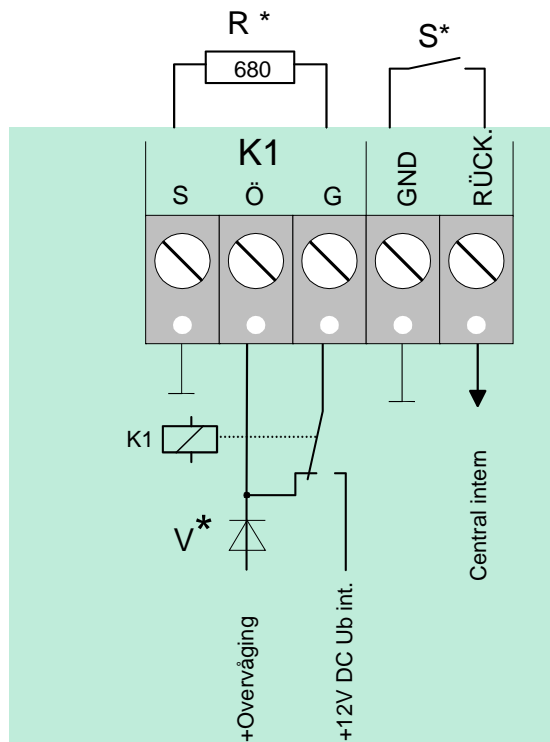 R *
S*
680
K1
S Ö G GND RÜCK.
K1
V*
+Overvåging
+12V DC Ub int.
Central intern